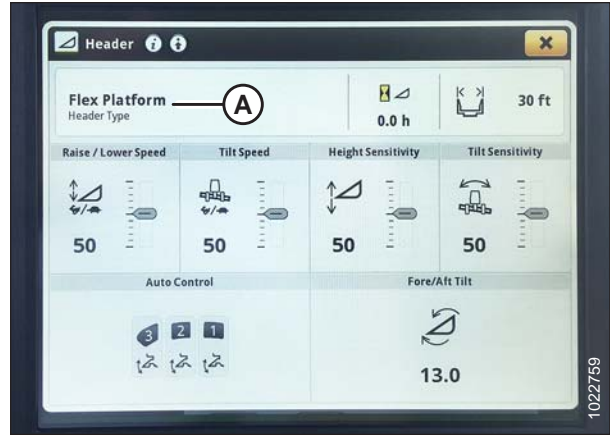 Header
Flex Platform
A
Header Type
0.0 h
30 ft
Raise / Lower Speed
Tilt Speed
Height Sensitivity
Tilt Sensitivity
50
50
50
50
Auto Control
Fore/Aft Tilt
3 2 1
13.0
1022759